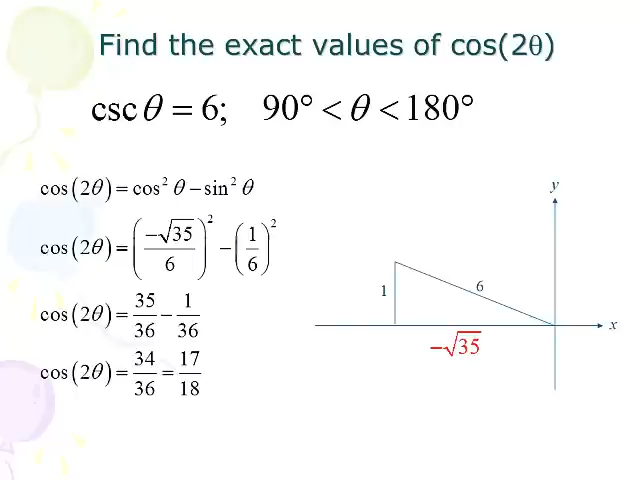 Find the exact values of cos(2θ)
csc θ = 6;   90° < θ < 180°
cos(2θ) = cos² θ − sin² θ
cos(2θ) = (−√35/6)² − (1/6)²
cos(2θ) = 35/36 − 1/36
cos(2θ) = 34/36 = 17/18
y
1
6
x
−√35